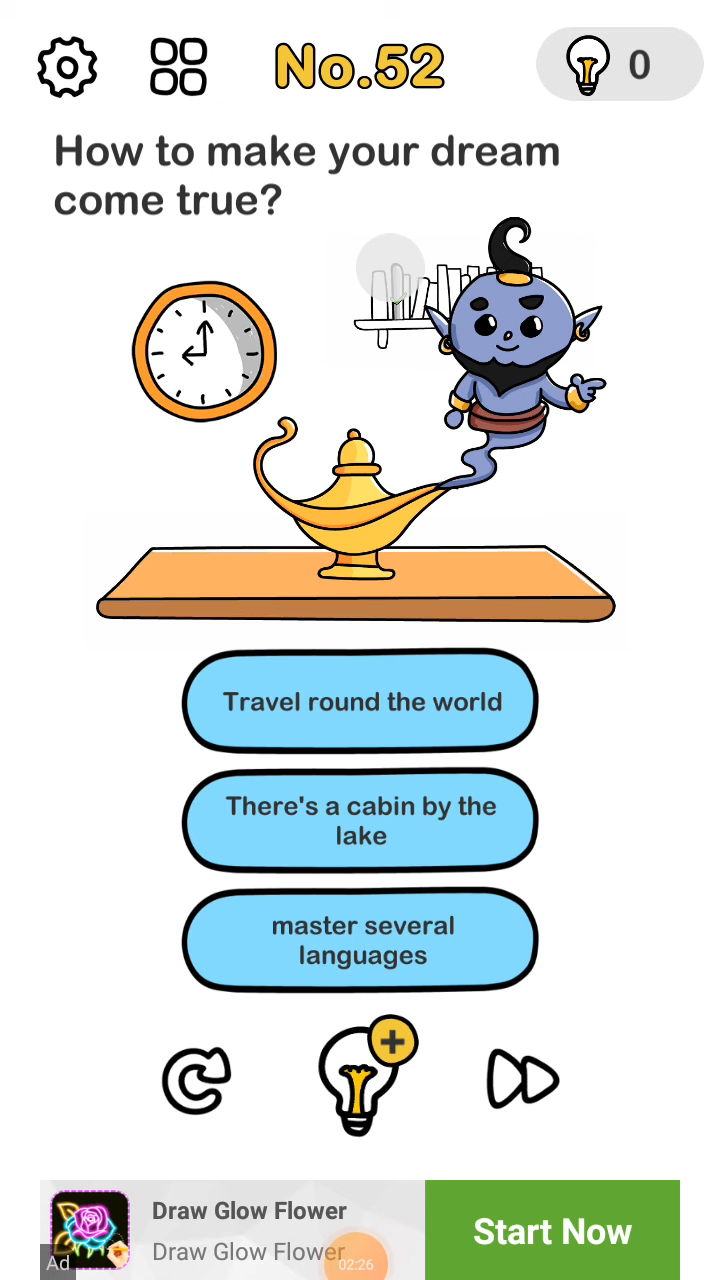 No.52
0
How to make your dream
come true?
Travel round the world
There's a cabin by the
lake
master several
languages
Draw Glow Flower
Draw Glow Flower
Start Now
Ad
02:26